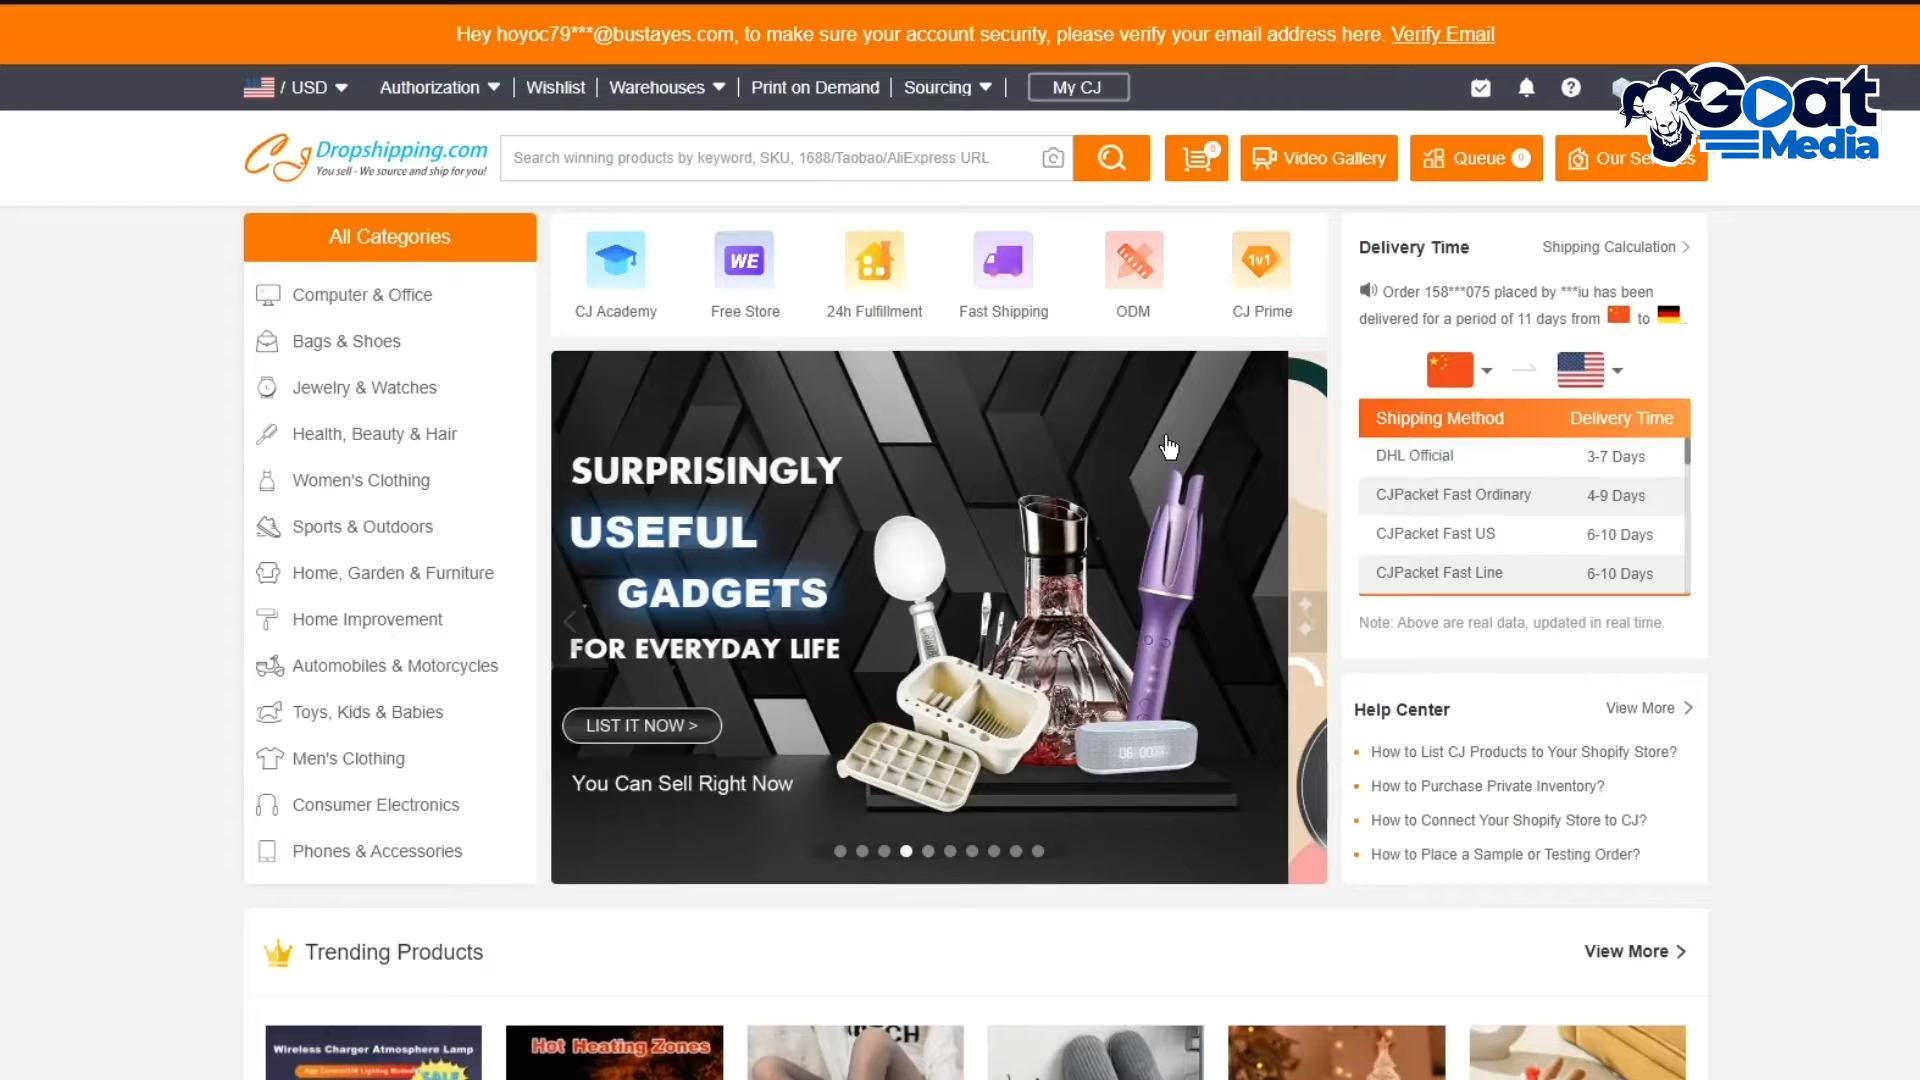 Hey hoyoc79***@bustayes.com, to make sure your account security, please verify your email address here. Verify Email
/ USD Authorization Wishlist Warehouses Print on Demand Sourcing My CJ
Goat
Media
CJ Dropshipping.com
You sell - We source and ship for you!
Search winning products by keyword, SKU, 1688/Taobao/AliExpress URL
0
Video Gallery
Queue 0
Our
All Categories
Computer & Office
Bags & Shoes
Jewelry & Watches
Health, Beauty & Hair
Women's Clothing
Sports & Outdoors
Home, Garden & Furniture
Home Improvement
Automobiles & Motorcycles
Toys, Kids & Babies
Men's Clothing
Consumer Electronics
Phones & Accessories
WE
1v1
CJ Academy
Free Store
24h Fulfillment
Fast Shipping
ODM
CJ Prime
SURPRISINGLY
USEFUL
GADGETS
FOR EVERYDAY LIFE
LIST IT NOW >
You Can Sell Right Now
Delivery Time
Shipping Calculation
Order 158***075 placed by ***iu has been
delivered for a period of 11 days from to .
Shipping Method Delivery Time
DHL Official 3-7 Days
CJPacket Fast Ordinary 4-9 Days
CJPacket Fast US 6-10 Days
CJPacket Fast Line 6-10 Days
Note: Above are real data, updated in real time.
Help Center
View More
How to List CJ Products to Your Shopify Store?
How to Purchase Private Inventory?
How to Connect Your Shopify Store to CJ?
How to Place a Sample or Testing Order?
Trending Products
View More
Wireless Charger Atmosphere Lamp
SALE
Hot Heating Zones